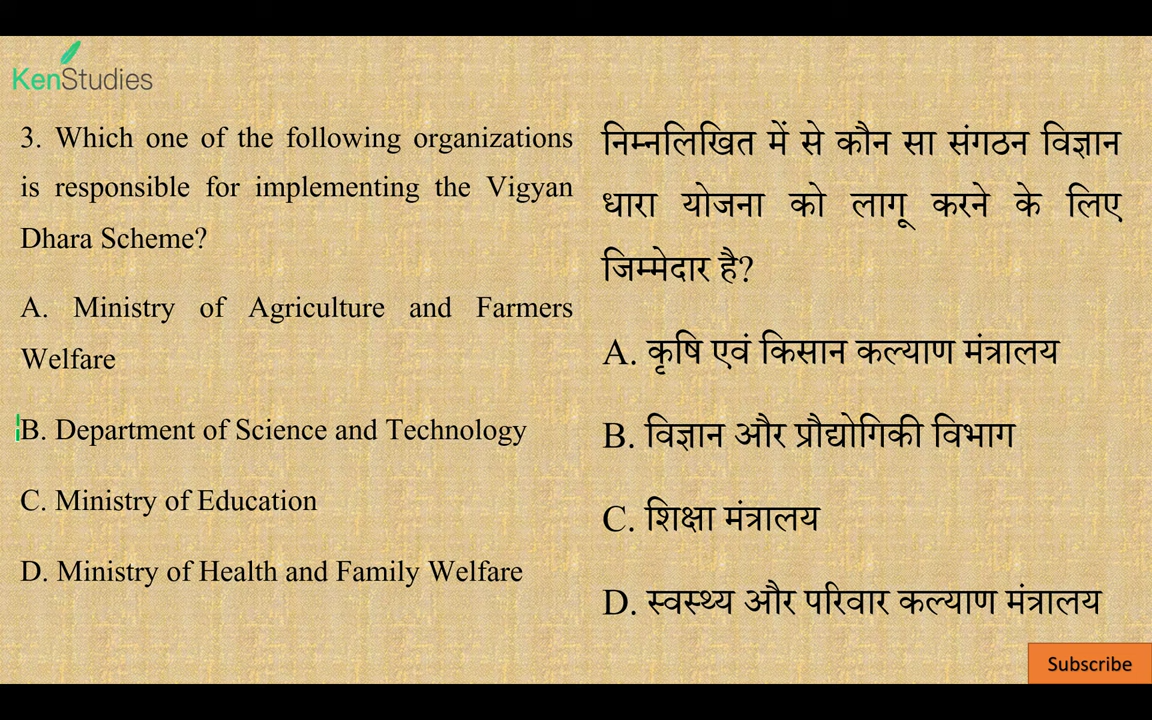 KenStudies
3. Which one of the following organizations
is responsible for implementing the Vigyan
Dhara Scheme?
A. Ministry of Agriculture and Farmers
Welfare
B. Department of Science and Technology
C. Ministry of Education
D. Ministry of Health and Family Welfare
निम्नलिखित में से कौन सा संगठन विज्ञान
धारा योजना को लागू करने के लिए
जिम्मेदार है?
A. कृषि एवं किसान कल्याण मंत्रालय
B. विज्ञान और प्रौद्योगिकी विभाग
C. शिक्षा मंत्रालय
D. स्वस्थ्य और परिवार कल्याण मंत्रालय
Subscribe